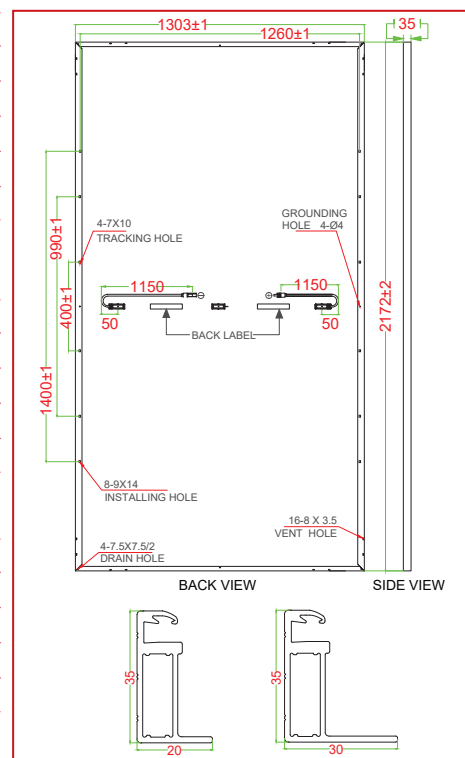 1303±1
1260±1
35
4-7X10
TRACKING HOLE
GROUNDING
HOLE 4-Ø4
990±1
400±1
1400±1
2172±2
1150
1150
50
50
BACK LABEL
8-9X14
INSTALLING HOLE
16-8 X 3.5
VENT HOLE
4-7.5X7.5/2
DRAIN HOLE
BACK VIEW
SIDE VIEW
35
20
35
30